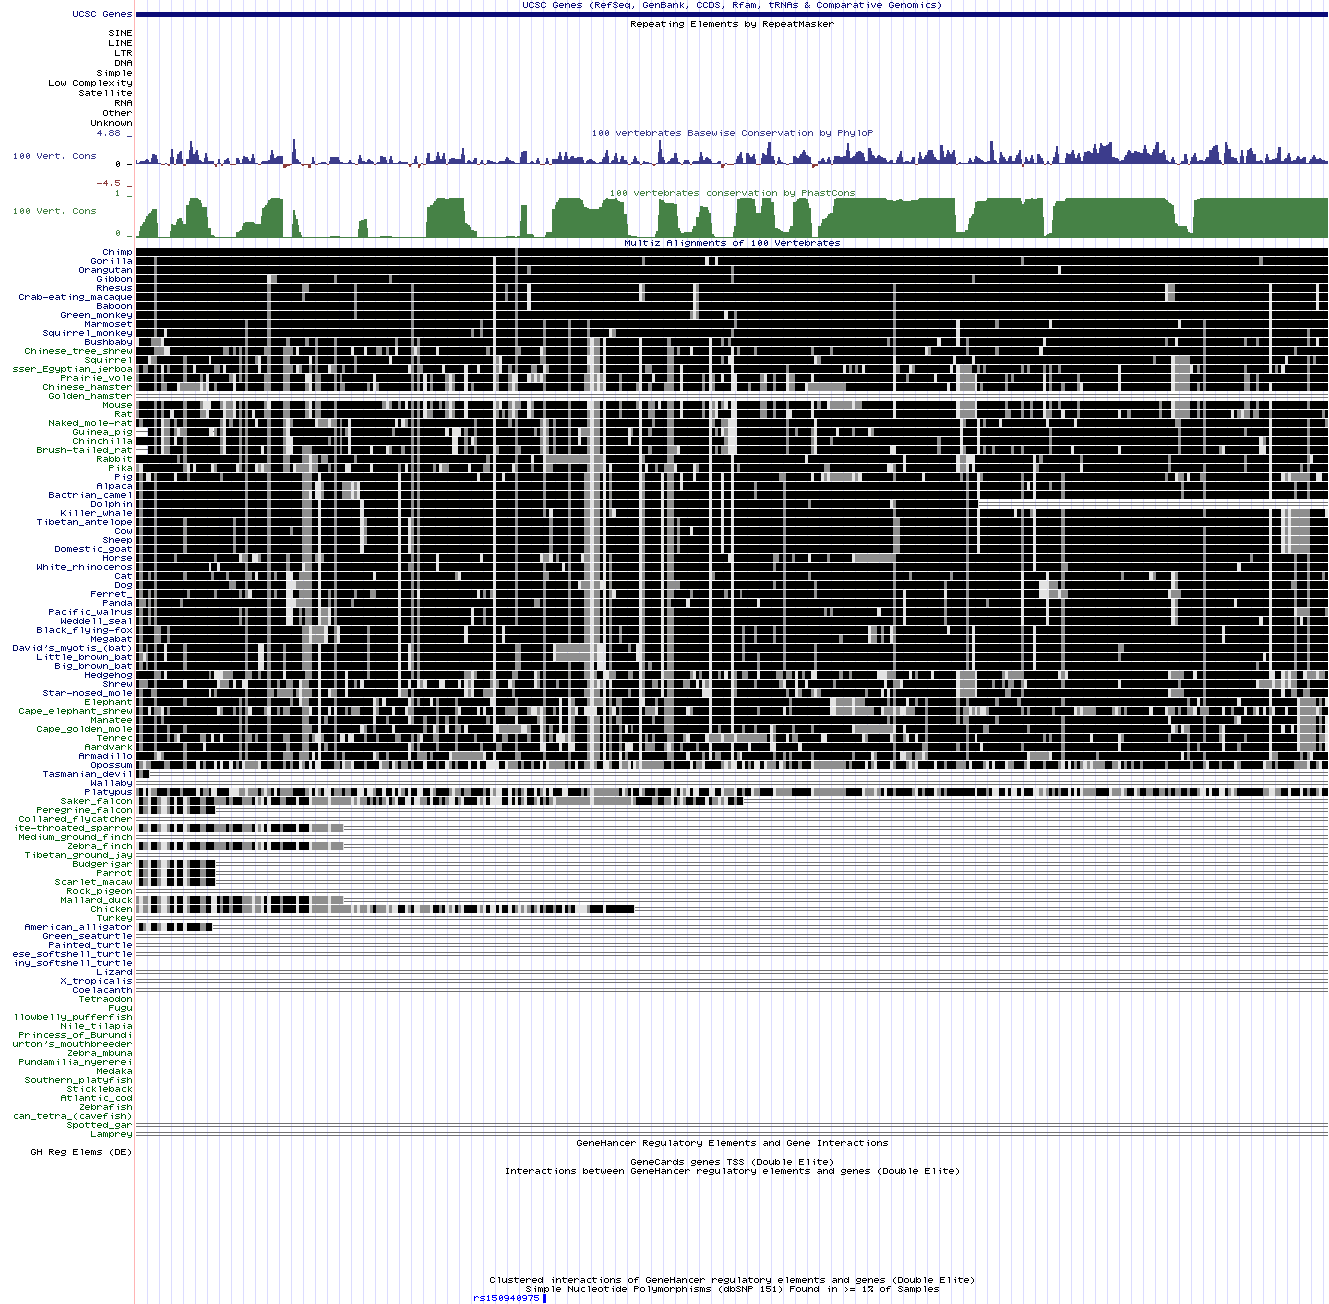 UCSC Genes (RefSeq, GenBank, CCDS, Rfam, tRNAs & Comparative Genomics)
UCSC Genes
Repeating Elements by RepeatMasker
SINE
LINE
LTR
DNA
Simple
Low Complexity
Satellite
RNA
Other
Unknown
4.88 _
100 vertebrates Basewise Conservation by PhyloP
100 Vert. Cons
0 _
-4.5 _
100 vertebrates conservation by PhastCons
1 _
100 Vert. Cons
0 _
Multiz Alignments of 100 Vertebrates
Chimp
Gorilla
Orangutan
Gibbon
Rhesus
Crab-eating_macaque
Baboon
Green_monkey
Marmoset
Squirrel_monkey
Bushbaby
Chinese_tree_shrew
Squirrel
sser_Egyptian_jerboa
Prairie_vole
Chinese_hamster
Golden_hamster
Mouse
Rat
Naked_mole-rat
Guinea_pig
Chinchilla
Brush-tailed_rat
Rabbit
Pika
Pig
Alpaca
Bactrian_camel
Dolphin
Killer_whale
Tibetan_antelope
Cow
Sheep
Domestic_goat
Horse
White_rhinoceros
Cat
Dog
Ferret_
Panda
Pacific_walrus
Weddell_seal
Black_flying-fox
Megabat
David's_myotis_(bat)
Little_brown_bat
Big_brown_bat
Hedgehog
Shrew
Star-nosed_mole
Elephant
Cape_elephant_shrew
Manatee
Cape_golden_mole
Tenrec
Aardvark
Armadillo
Opossum
Tasmanian_devil
Wallaby
Platypus
Saker_falcon
Peregrine_falcon
Collared_flycatcher
ite-throated_sparrow
Medium_ground_finch
Zebra_finch
Tibetan_ground_jay
Budgerigar
Parrot
Scarlet_macaw
Rock_pigeon
Mallard_duck
Chicken
Turkey
American_alligator
Green_seaturtle
Painted_turtle
ese_softshell_turtle
iny_softshell_turtle
Lizard
X_tropicalis
Coelacanth
Tetraodon
Fugu
llowbelly_pufferfish
Nile_tilapia
Princess_of_Burundi
urton's_mouthbreeder
Zebra_mbuna
Pundamilia_nyererei
Medaka
Southern_platyfish
Stickleback
Atlantic_cod
Zebrafish
can_tetra_(cavefish)
Spotted_gar
Lamprey
GeneHancer Regulatory Elements and Gene Interactions
GH Reg Elems (DE)
GeneCards genes TSS (Double Elite)
Interactions between GeneHancer regulatory elements and genes (Double Elite)
Clustered interactions of GeneHancer regulatory elements and genes (Double Elite)
Simple Nucleotide Polymorphisms (dbSNP 151) Found in >= 1% of Samples
rs150940975